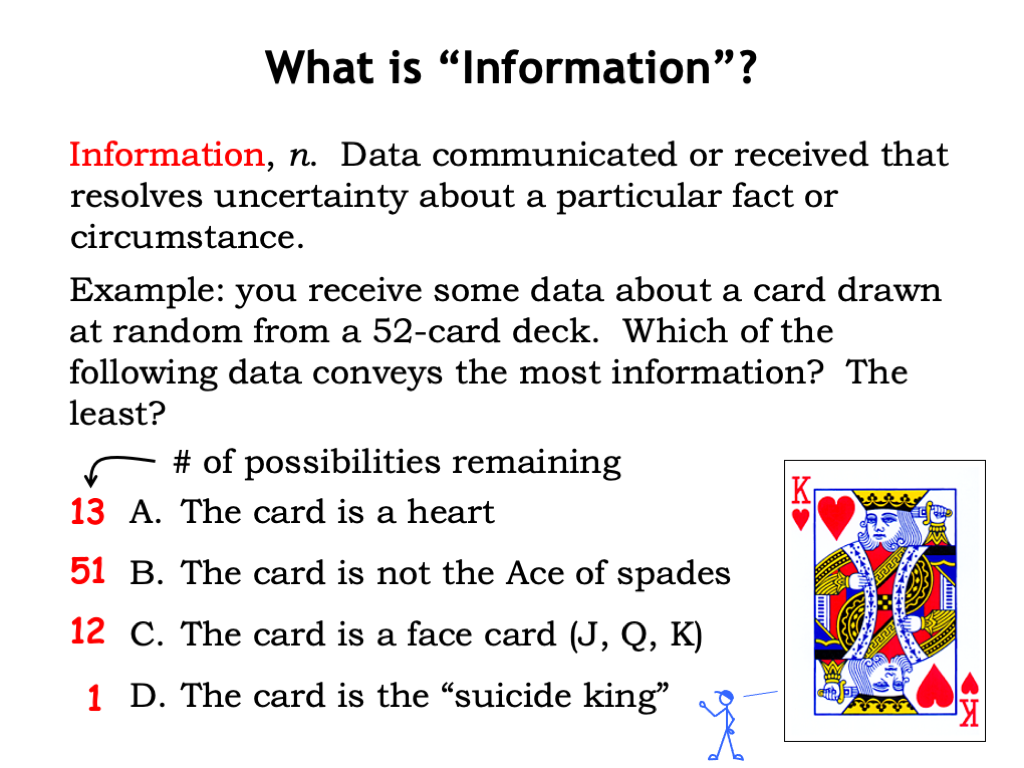 What is “Information”?
Information, n.  Data communicated or received that
resolves uncertainty about a particular fact or
circumstance.
Example: you receive some data about a card drawn
at random from a 52-card deck.  Which of the
following data conveys the most information?  The
least?
# of possibilities remaining
13 A. The card is a heart
51 B. The card is not the Ace of spades
12 C. The card is a face card (J, Q, K)
1 D. The card is the “suicide king”
K
K